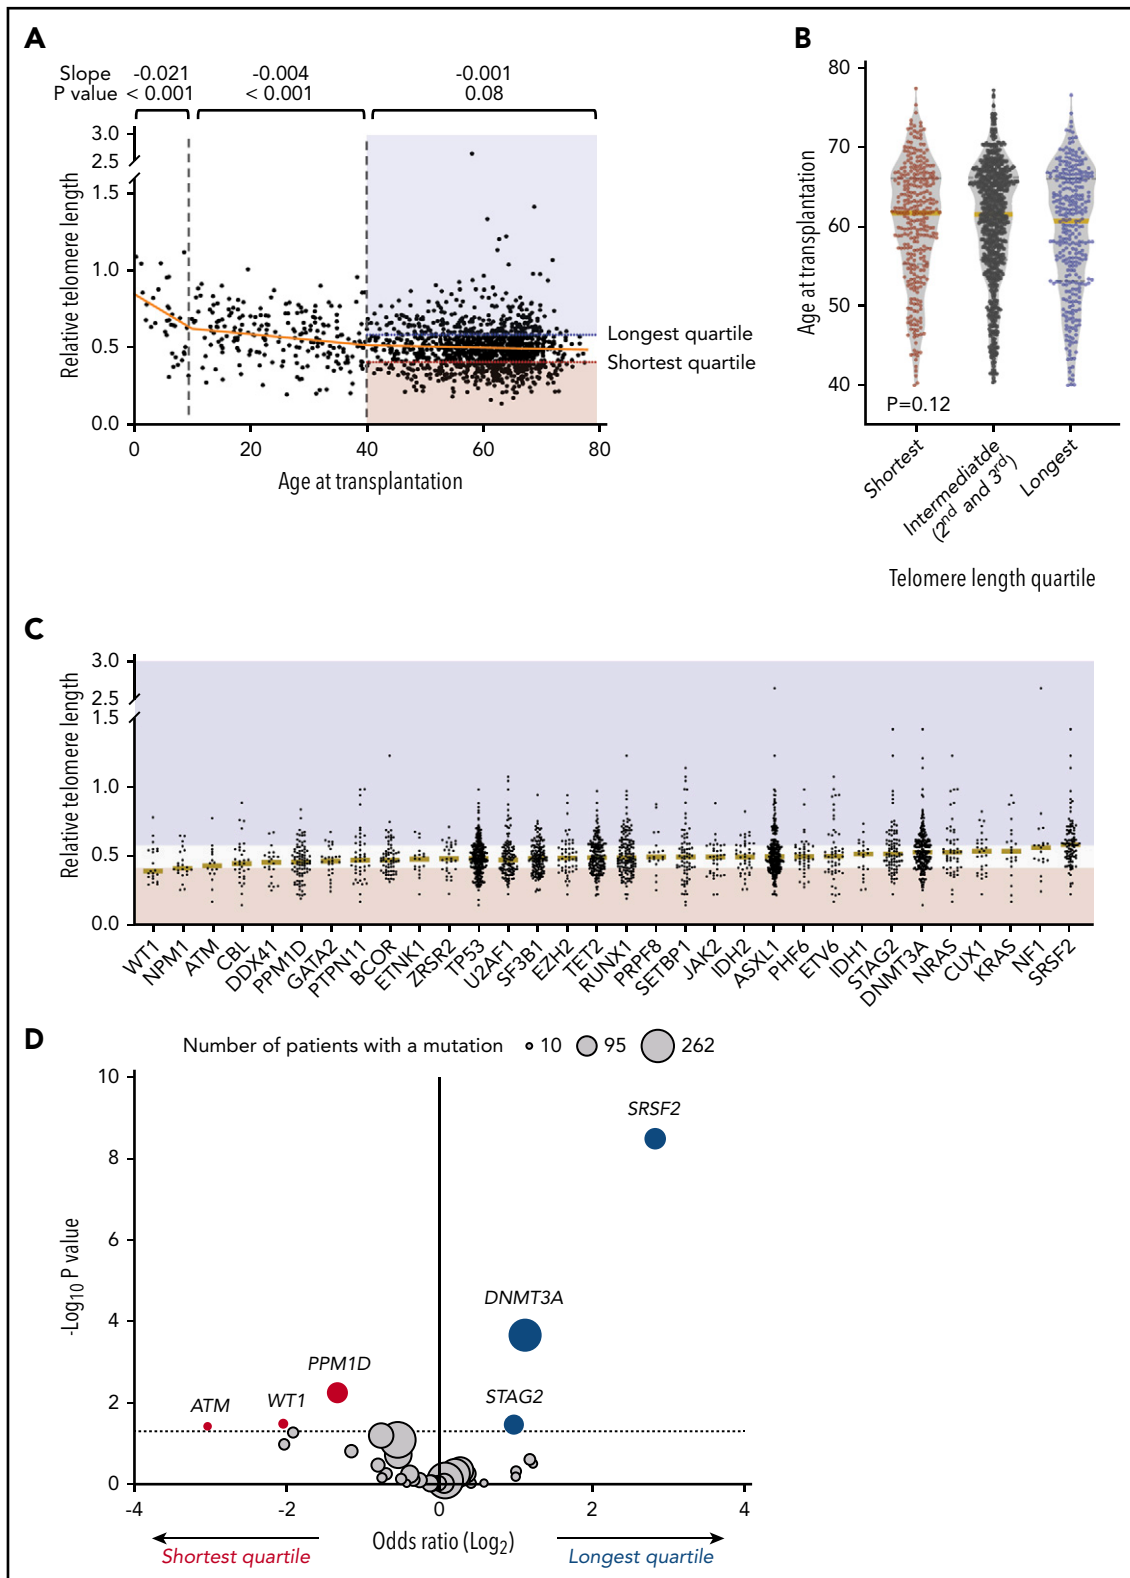 A
Slope -0.021 -0.004 -0.001
P value < 0.001 < 0.001 0.08
3.0
2.5
1.5
1.0
0.5
0.0
Relative telomere length
Longest quartile
Shortest quartile
0 20 40 60 80
Age at transplantation
B
80
70
60
50
40
Age at transplantation
P=0.12
Shortest
Intermediatde
(2nd and 3rd)
Longest
Telomere length quartile
C
3.0
2.5
1.5
1.0
0.5
0.0
Relative telomere length
WT1 NPM1 ATM CBL DDX41 PPM1D GATA2 PTPN11 BCOR ETNK1 ZRSR2 TP53 U2AF1 SF3B1 EZH2 TET2 RUNX1 PRPF8 SETBP1 JAK2 IDH2 ASXL1 PHF6 ETV6 IDH1 STAG2 DNMT3A NRAS CUX1 KRAS NF1 SRSF2
D
Number of patients with a mutation 10 95 262
10
8
6
4
2
0
-Log10 P value
SRSF2
DNMT3A
STAG2
PPM1D
WT1
ATM
-4 -2 0 2 4
Odds ratio (Log2)
Shortest quartile
Longest quartile